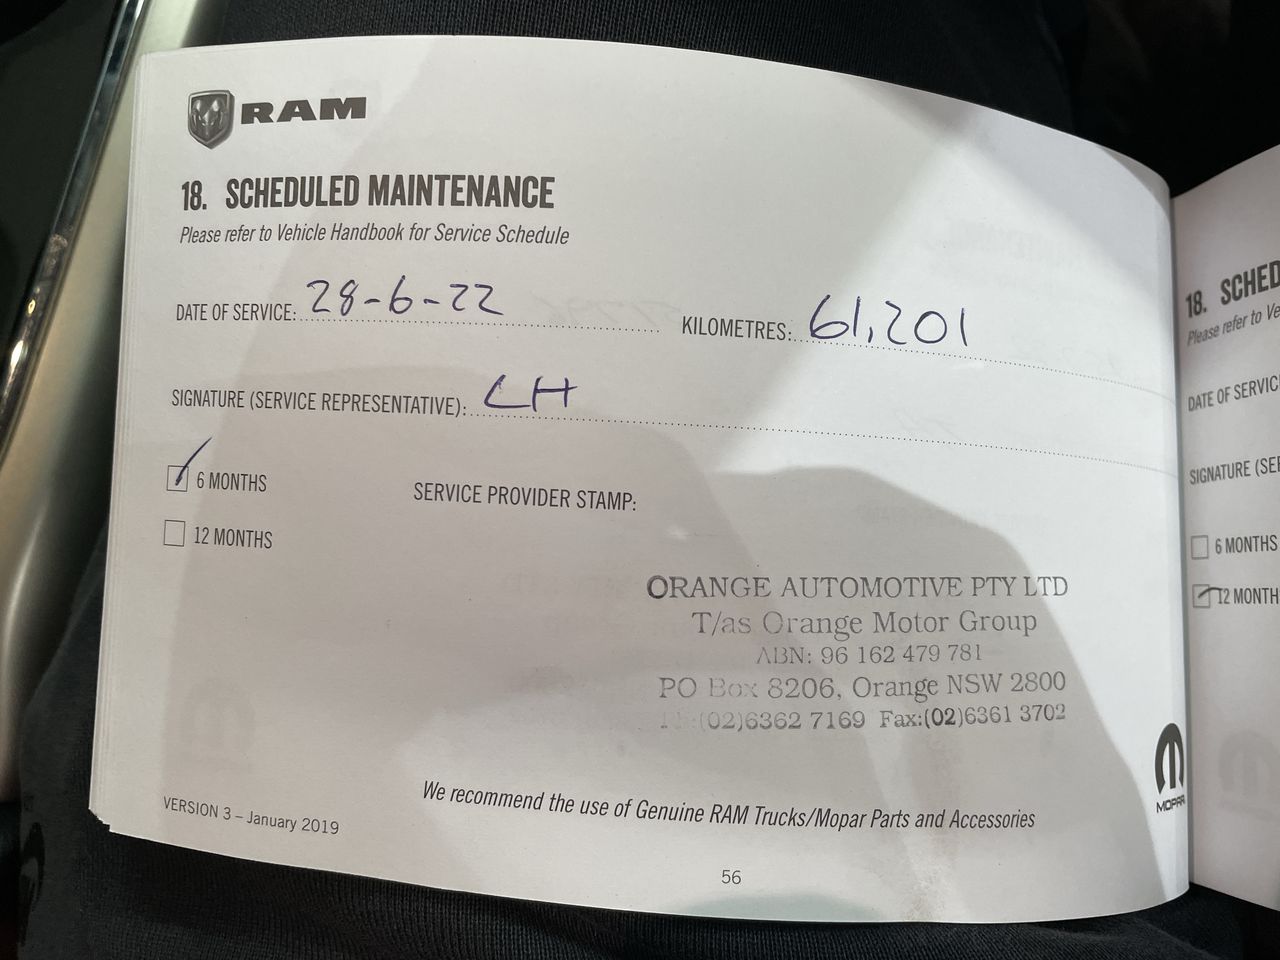 RAM
18. SCHEDULED MAINTENANCE
Please refer to Vehicle Handbook for Service Schedule
DATE OF SERVICE: 28-6-22 KILOMETRES: 61,201
SIGNATURE (SERVICE REPRESENTATIVE): LH
6 MONTHS
12 MONTHS
SERVICE PROVIDER STAMP:
ORANGE AUTOMOTIVE PTY LTD
T/as Orange Motor Group
ABN: 96 162 479 781
PO Box 8206, Orange NSW 2800
(02)6362 7169 Fax:(02)6361 3702
MOPAR
We recommend the use of Genuine RAM Trucks/Mopar Parts and Accessories
VERSION 3 – January 2019
56
18. SCHED
Please refer to Ve
DATE OF SERVIC
SIGNATURE (SE
6 MONTHS
12 MONTH